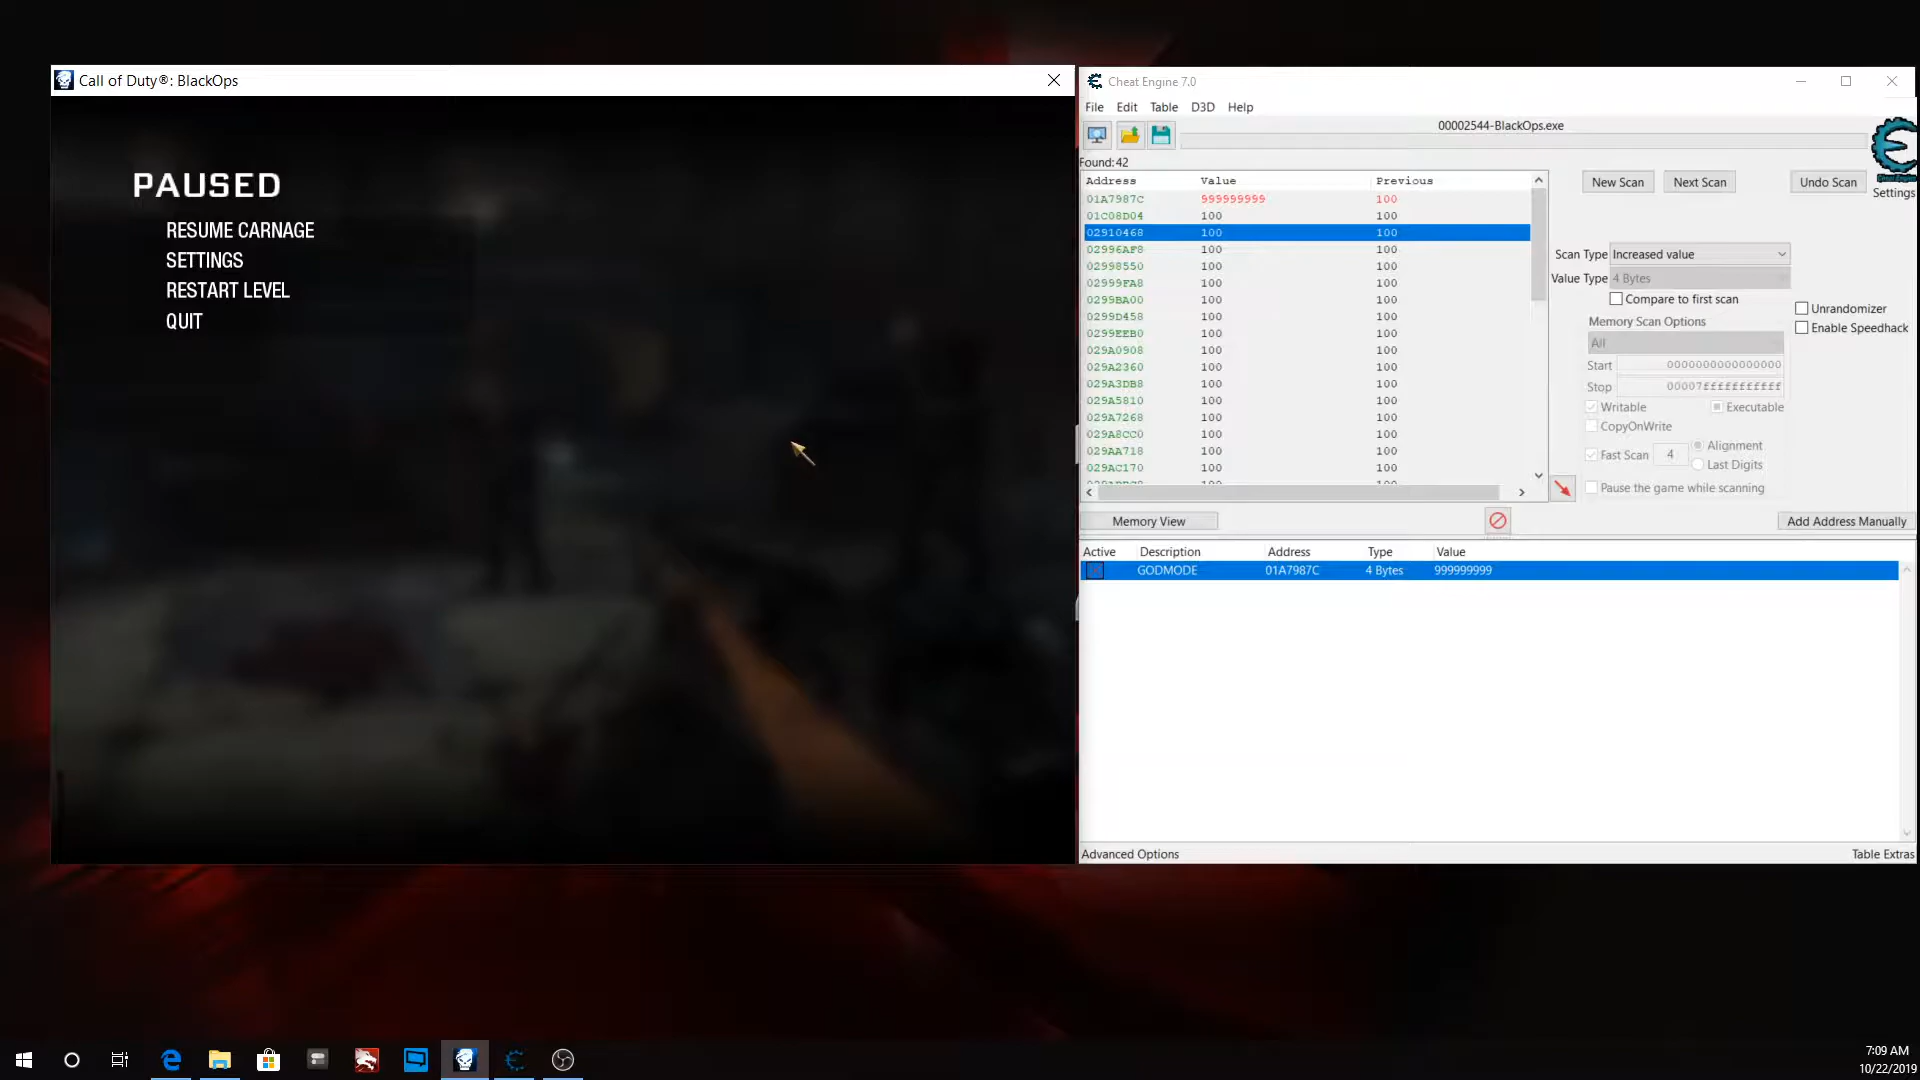 Call of Duty®: BlackOps
PAUSED
RESUME CARNAGE
SETTINGS
RESTART LEVEL
QUIT
Cheat Engine 7.0
File Edit Table D3D Help
00002544-BlackOps.exe
Found:42
Address Value Previous
01A7987C 999999999 100
01C08D04 100 100
02910468 100 100
02996AF8 100 100
02998550 100 100
02999FA8 100 100
0299BA00 100 100
0299D458 100 100
0299EEB0 100 100
029A0908 100 100
029A2360 100 100
029A3DB8 100 100
029A5810 100 100
029A7268 100 100
029A8CC0 100 100
029AA718 100 100
029AC170 100 100
New Scan Next Scan Undo Scan
Settings
Scan Type Increased value
Value Type 4 Bytes
Compare to first scan
Unrandomizer
Enable Speedhack
Memory Scan Options
All
Start 0000000000000000
Stop 00007fffffffffff
Writable Executable
CopyOnWrite
Fast Scan 4 Alignment
Last Digits
Pause the game while scanning
Memory View Add Address Manually
Active Description Address Type Value
GODMODE 01A7987C 4 Bytes 999999999
Advanced Options Table Extras
7:09 AM
10/22/2019